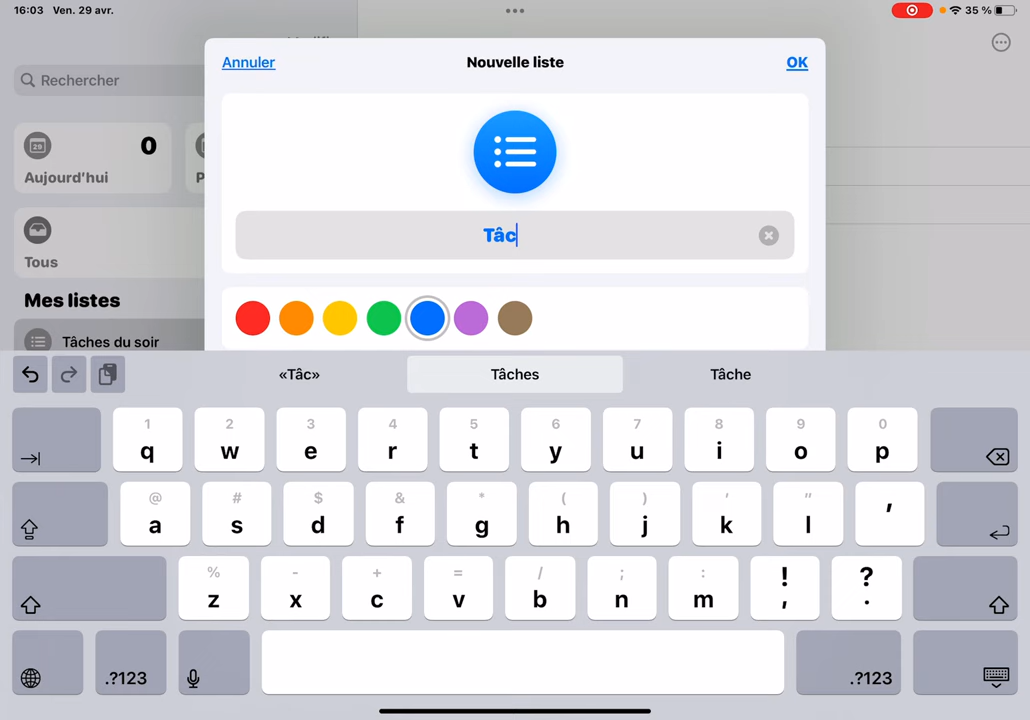 16:03 Ven. 29 avr.
35 %
Annuler Nouvelle liste OK
Rechercher
29
0
Aujourd'hui
P
Tâc
Tous
Mes listes
Tâches du soir
«Tâc» Tâches Tâche
1 2 3 4 5 6 7 8 9 0
q w e r t y u i o p
@ # $ & * ( ) ' "
a s d f g h j k l '
% - + = / ; : ! ?
z x c v b n m , .
.?123 .?123